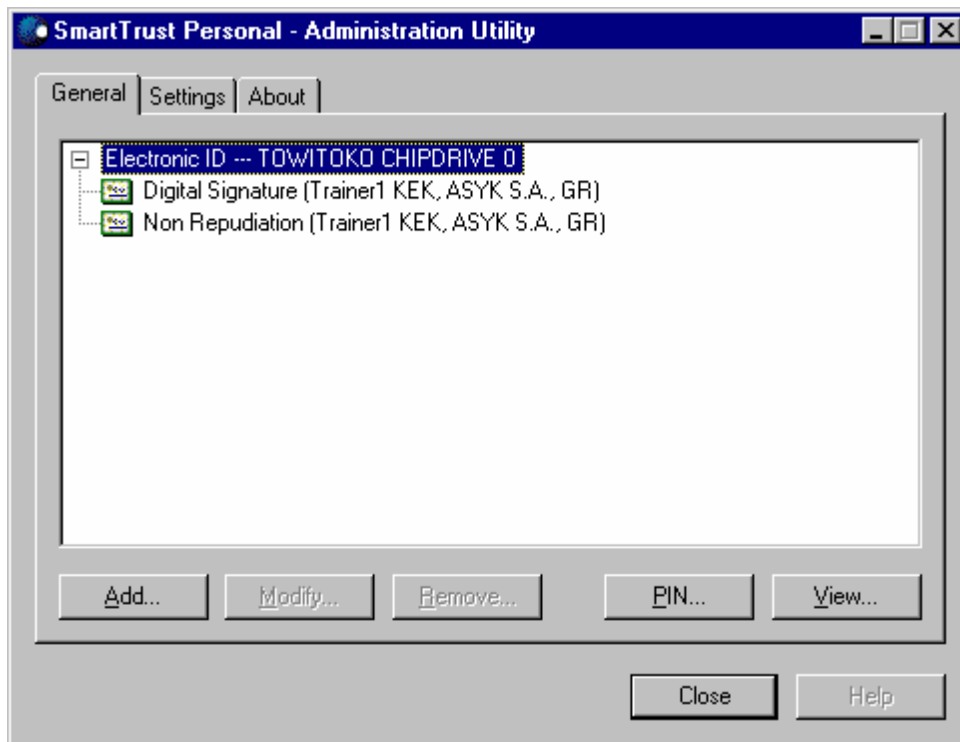 SmartTrust Personal - Administration Utility
General Settings About
Electronic ID --- TOWITOKO CHIPDRIVE 0
Digital Signature (Trainer1 KEK, ASYK S.A., GR)
Non Repudiation (Trainer1 KEK, ASYK S.A., GR)
Add... Modify... Remove... PIN... View...
Close Help